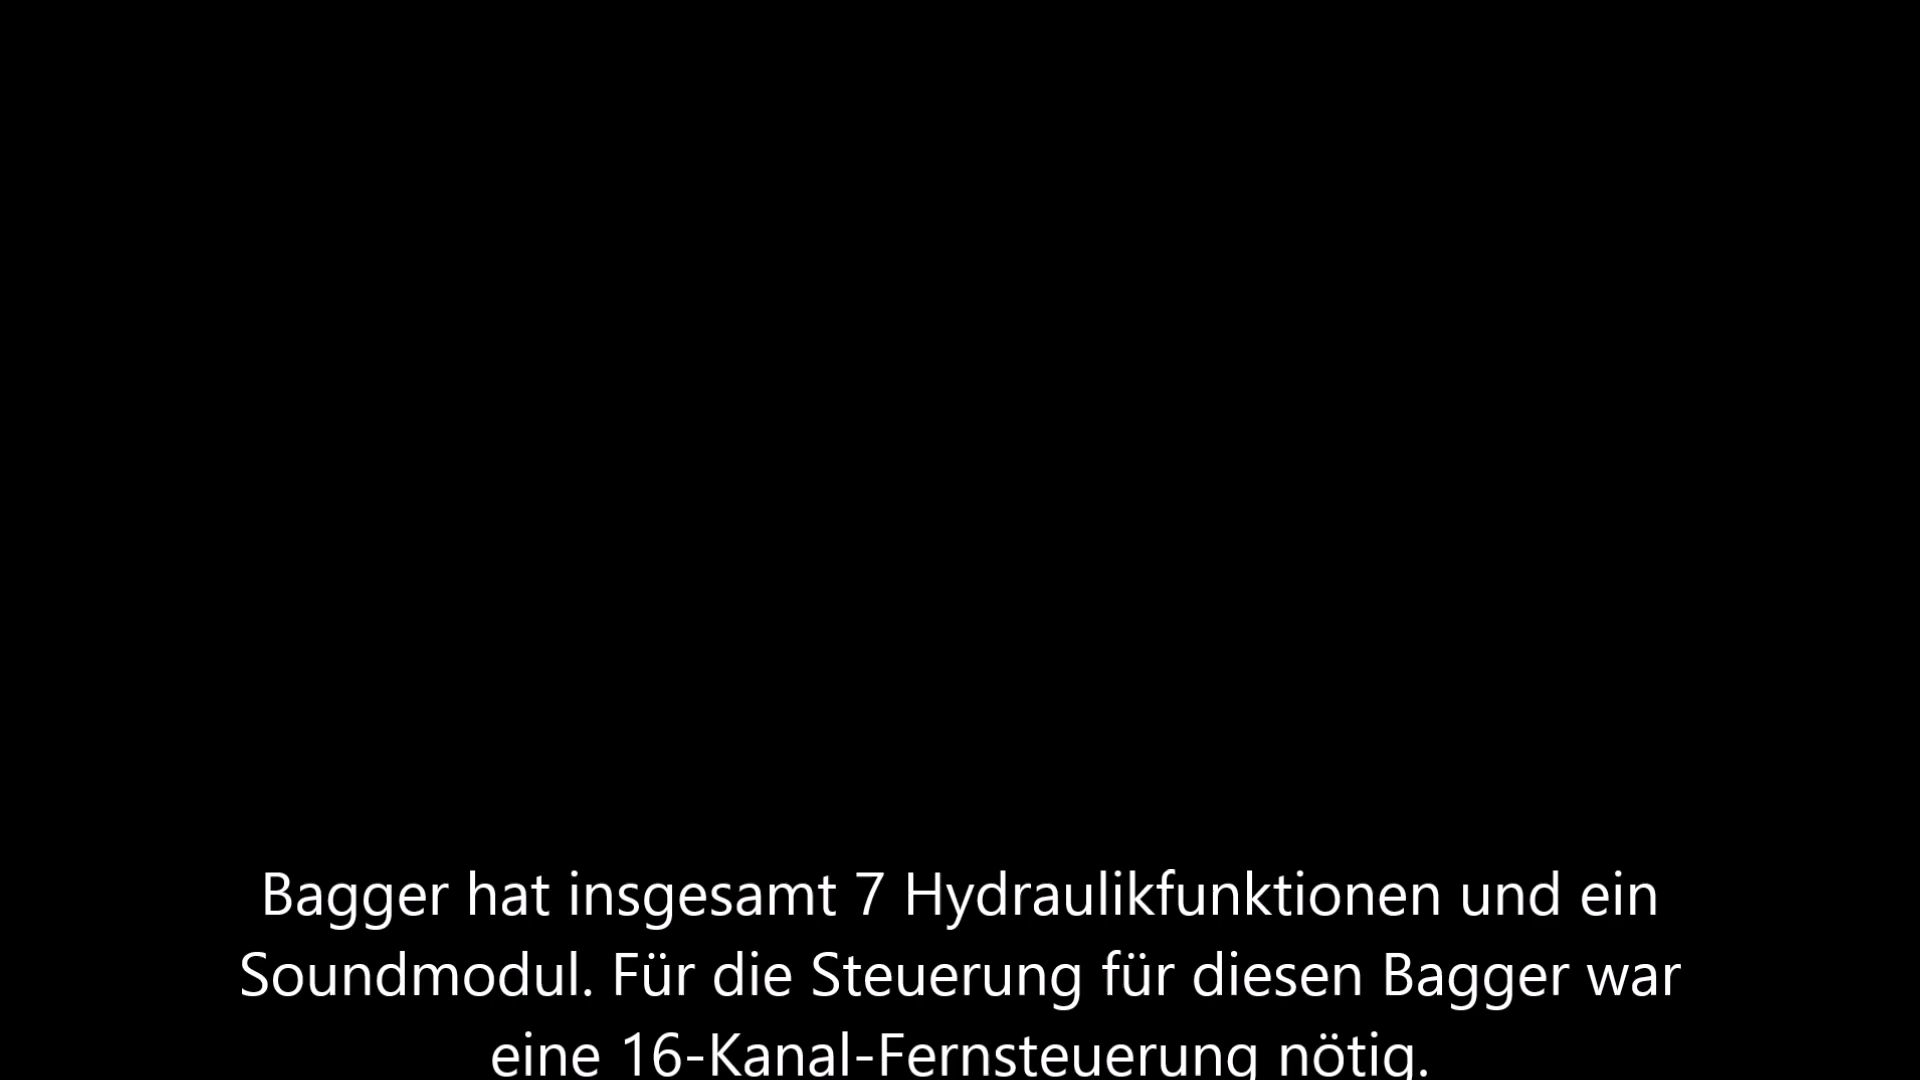 Bagger hat insgesamt 7 Hydraulikfunktionen und ein
Soundmodul. Für die Steuerung für diesen Bagger war
eine 16-Kanal-Fernsteuerung nötig.